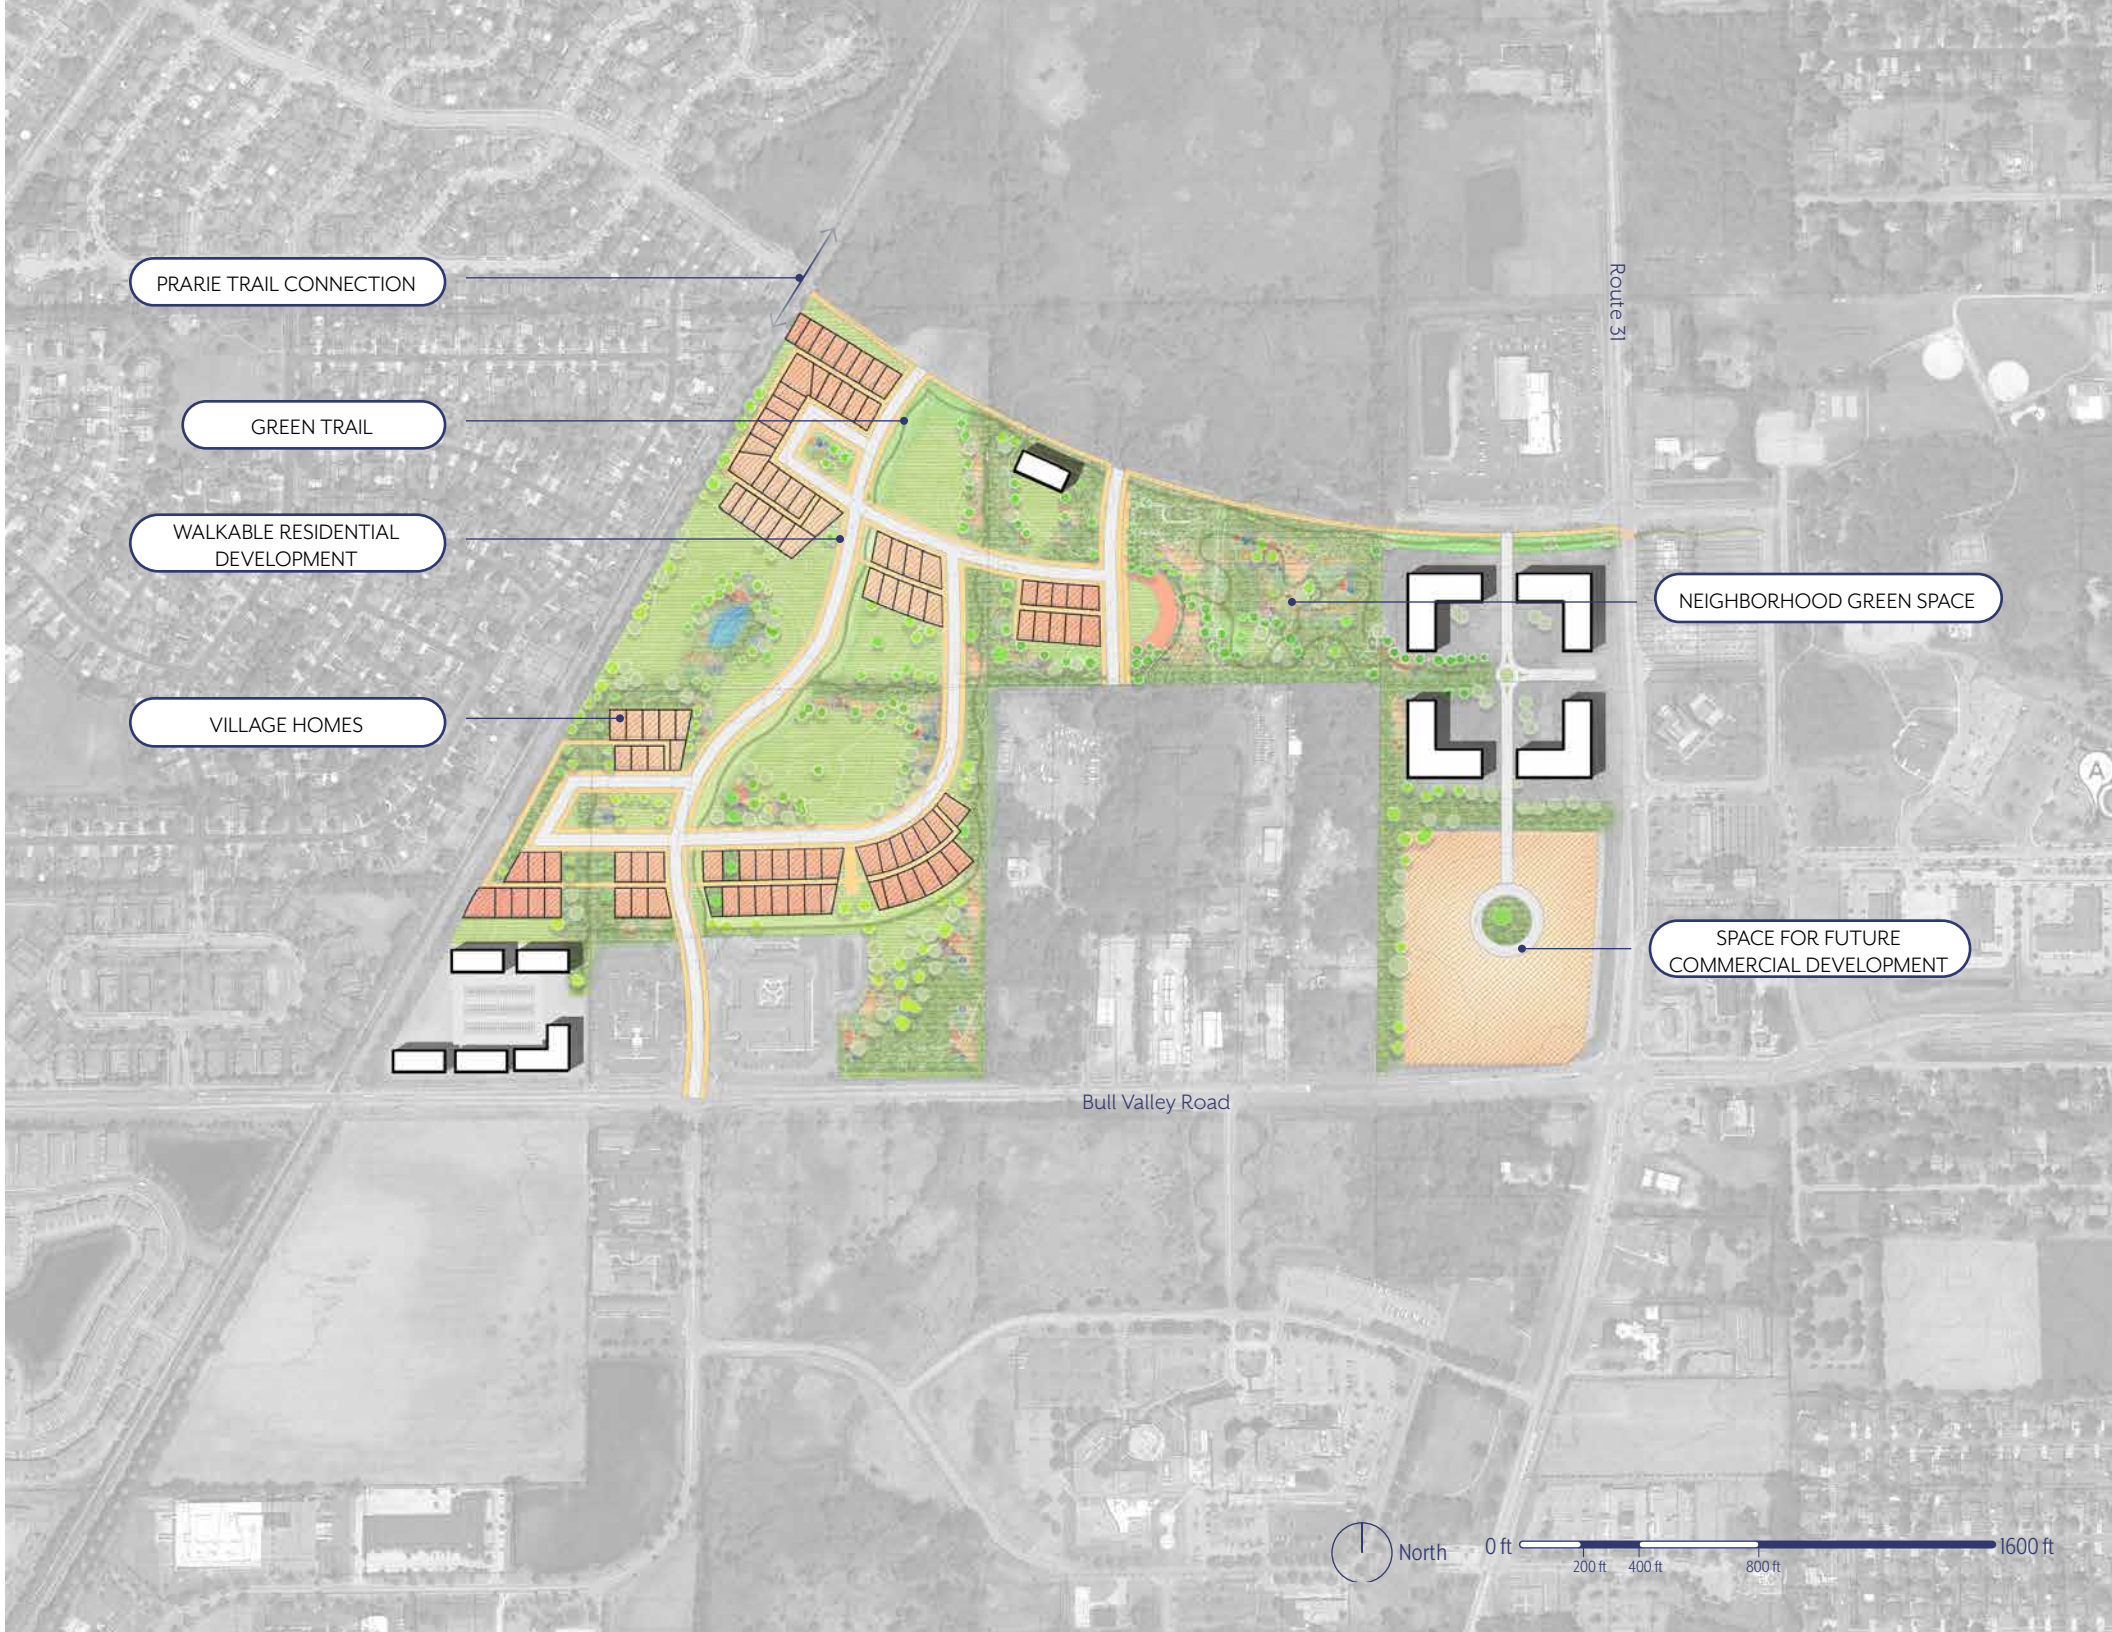 Route 31
PRARIE TRAIL CONNECTION
GREEN TRAIL
WALKABLE RESIDENTIAL
DEVELOPMENT
NEIGHBORHOOD GREEN SPACE
VILLAGE HOMES
A
SPACE FOR FUTURE
COMMERCIAL DEVELOPMENT
Bull Valley Road
North
0 ft
200 ft
400 ft
800 ft
1600 ft